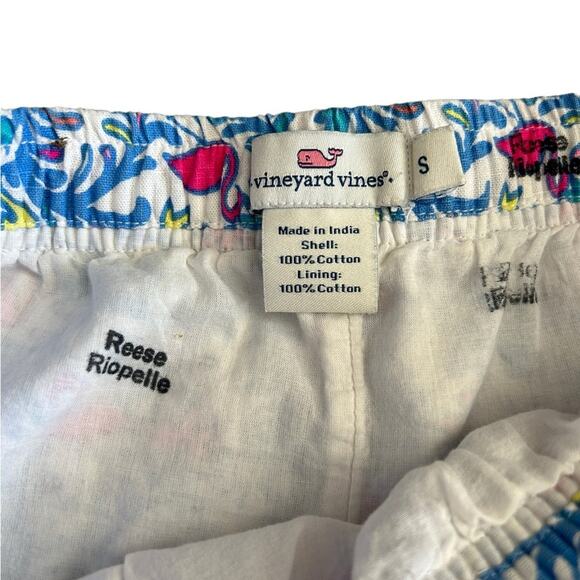 vineyard vines®
S
Reese
Riopelle
Made in India
Shell:
100% Cotton
Lining:
100% Cotton
Reese
Riopelle